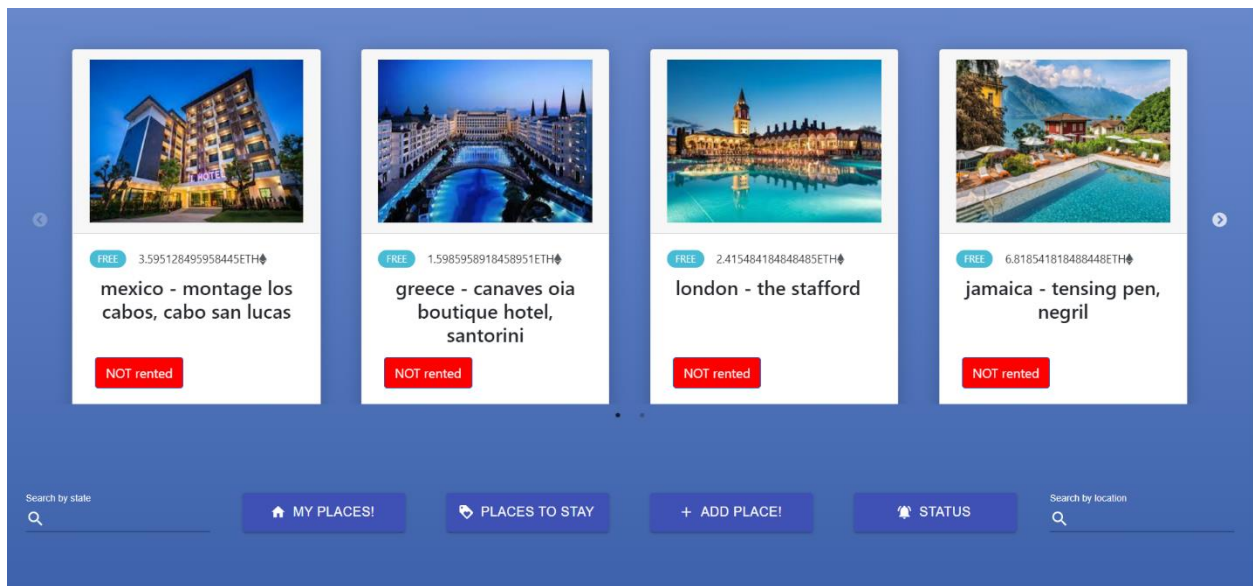 HOTEL
FREE 3.595128495958445ETH
mexico - montage los
cabos, cabo san lucas
NOT rented
FREE 1.5985958918458951ETH
greece - canaves oia
boutique hotel,
santorini
NOT rented
FREE 2.415484184848485ETH
london - the stafford
NOT rented
FREE 6.818541818488448ETH
jamaica - tensing pen,
negril
NOT rented
Search by state
MY PLACES!
PLACES TO STAY
+ ADD PLACE!
STATUS
Search by location